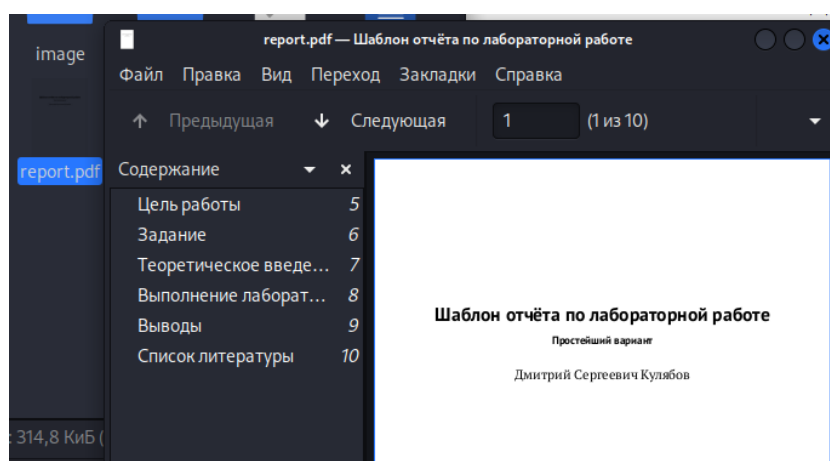 image
report.pdf
: 314,8 КиБ (
report.pdf — Шаблон отчёта по лабораторной работе
Файл Правка Вид Переход Закладки Справка
Предыдущая Следующая 1 (1 из 10)
Содержание
Цель работы 5
Задание 6
Теоретическое введе... 7
Выполнение лаборат... 8
Выводы 9
Список литературы 10
Шаблон отчёта по лабораторной работе
Простейший вариант
Дмитрий Сергеевич Кулябов